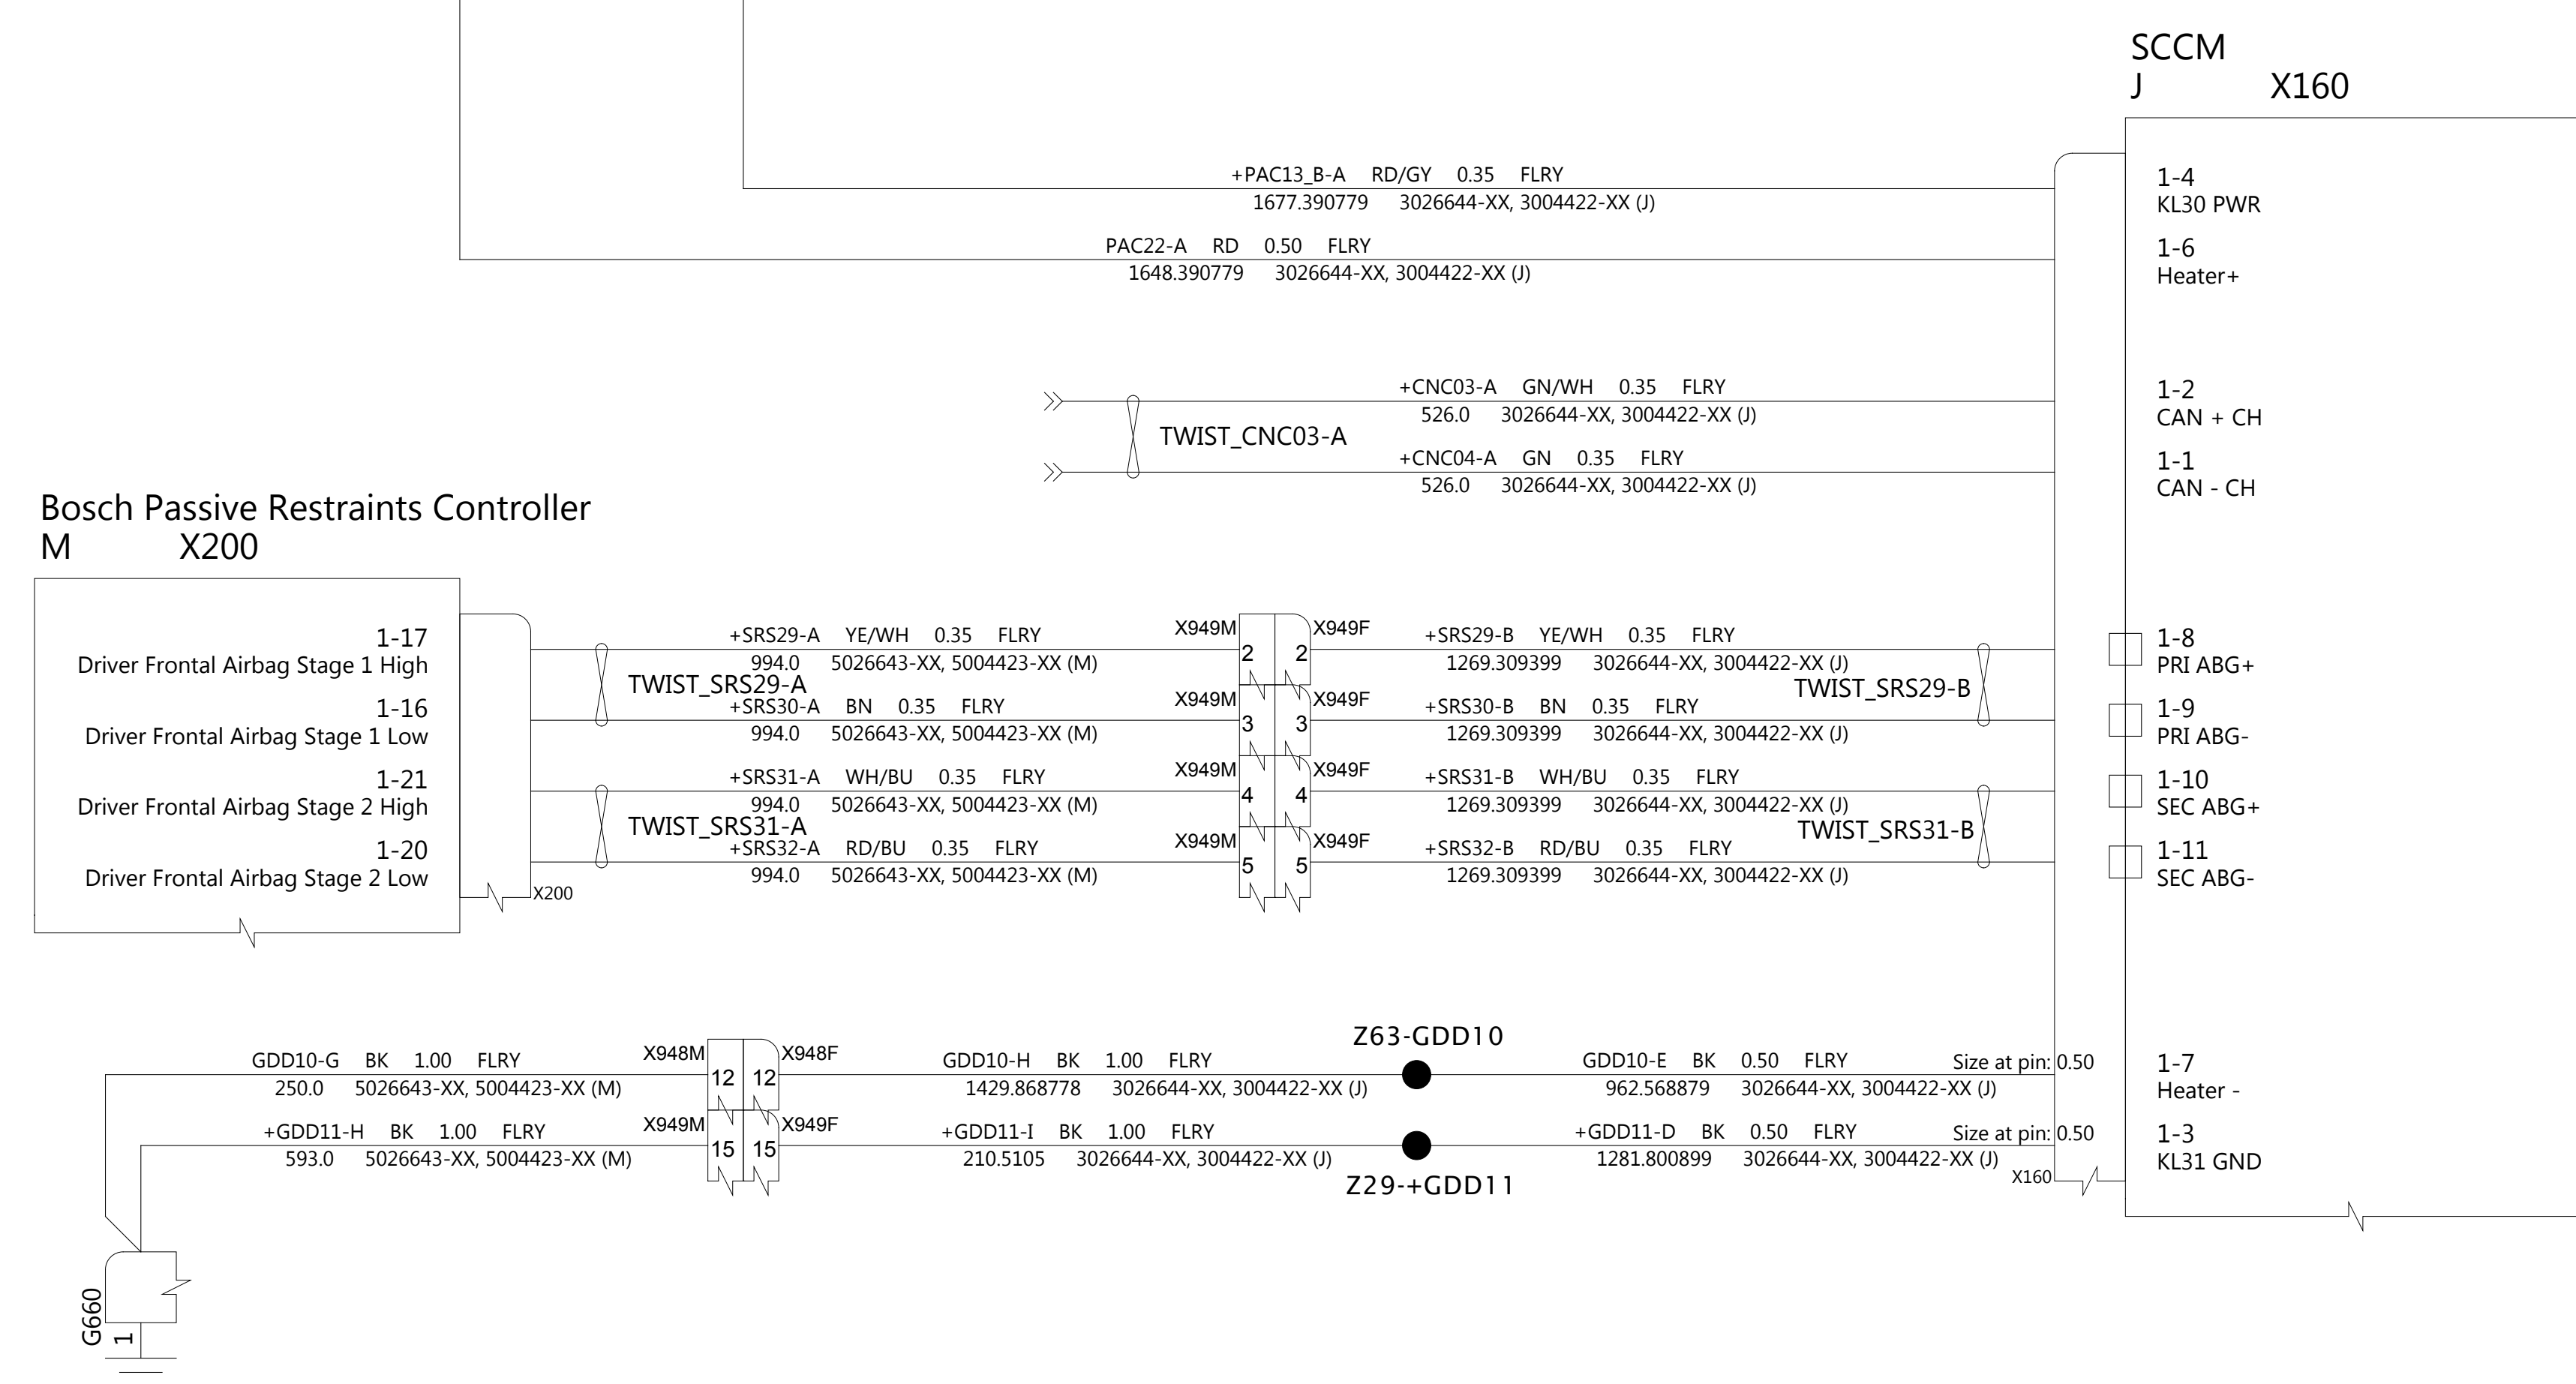 SCCM
J X160
+PAC13_B-A RD/GY 0.35 FLRY
1677.390779 3026644-XX, 3004422-XX (J)
1-4
KL30 PWR
PAC22-A RD 0.50 FLRY
1648.390779 3026644-XX, 3004422-XX (J)
1-6
Heater+
+CNC03-A GN/WH 0.35 FLRY
526.0 3026644-XX, 3004422-XX (J)
1-2
CAN + CH
TWIST_CNC03-A
+CNC04-A GN 0.35 FLRY
526.0 3026644-XX, 3004422-XX (J)
1-1
CAN - CH
Bosch Passive Restraints Controller
M X200
1-17
Driver Frontal Airbag Stage 1 High
+SRS29-A YE/WH 0.35 FLRY
994.0 5026643-XX, 5004423-XX (M)
X949M
2
2
X949F
+SRS29-B YE/WH 0.35 FLRY
1269.309399 3026644-XX, 3004422-XX (J)
1-8
PRI ABG+
TWIST_SRS29-A
TWIST_SRS29-B
1-16
Driver Frontal Airbag Stage 1 Low
+SRS30-A BN 0.35 FLRY
994.0 5026643-XX, 5004423-XX (M)
X949M
3
3
X949F
+SRS30-B BN 0.35 FLRY
1269.309399 3026644-XX, 3004422-XX (J)
1-9
PRI ABG-
1-21
Driver Frontal Airbag Stage 2 High
+SRS31-A WH/BU 0.35 FLRY
994.0 5026643-XX, 5004423-XX (M)
X949M
4
4
X949F
+SRS31-B WH/BU 0.35 FLRY
1269.309399 3026644-XX, 3004422-XX (J)
1-10
SEC ABG+
TWIST_SRS31-A
TWIST_SRS31-B
1-20
Driver Frontal Airbag Stage 2 Low
+SRS32-A RD/BU 0.35 FLRY
994.0 5026643-XX, 5004423-XX (M)
X949M
5
5
X949F
+SRS32-B RD/BU 0.35 FLRY
1269.309399 3026644-XX, 3004422-XX (J)
1-11
SEC ABG-
X200
Z63-GDD10
GDD10-G BK 1.00 FLRY
250.0 5026643-XX, 5004423-XX (M)
X948M
12
12
X948F
GDD10-H BK 1.00 FLRY
1429.868778 3026644-XX, 3004422-XX (J)
GDD10-E BK 0.50 FLRY
962.568879 3026644-XX, 3004422-XX (J)
Size at pin: 0.50
1-7
Heater -
+GDD11-H BK 1.00 FLRY
593.0 5026643-XX, 5004423-XX (M)
X949M
15
15
X949F
+GDD11-I BK 1.00 FLRY
210.5105 3026644-XX, 3004422-XX (J)
+GDD11-D BK 0.50 FLRY
1281.800899 3026644-XX, 3004422-XX (J)
Size at pin: 0.50
1-3
KL31 GND
Z29-+GDD11
X160
G660
1